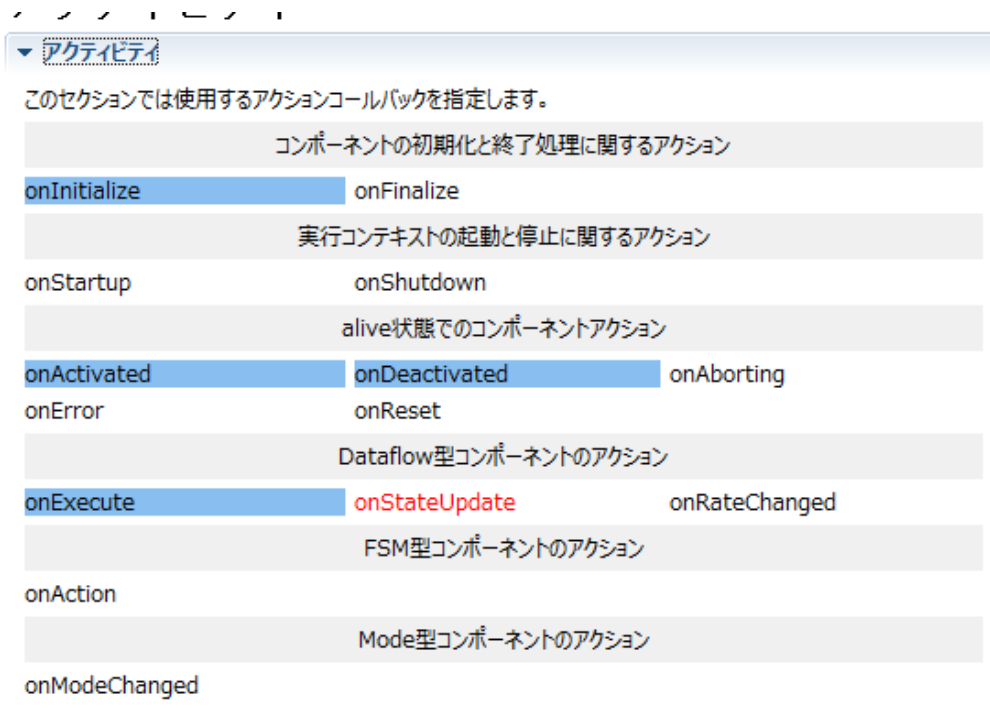 アクティビティ
このセクションでは使用するアクションコールバックを指定します。
コンポーネントの初期化と終了処理に関するアクション
onInitialize onFinalize
実行コンテキストの起動と停止に関するアクション
onStartup onShutdown
alive状態でのコンポーネントアクション
onActivated onDeactivated onAborting
onError onReset
Dataflow型コンポーネントのアクション
onExecute onStateUpdate onRateChanged
FSM型コンポーネントのアクション
onAction
Mode型コンポーネントのアクション
onModeChanged